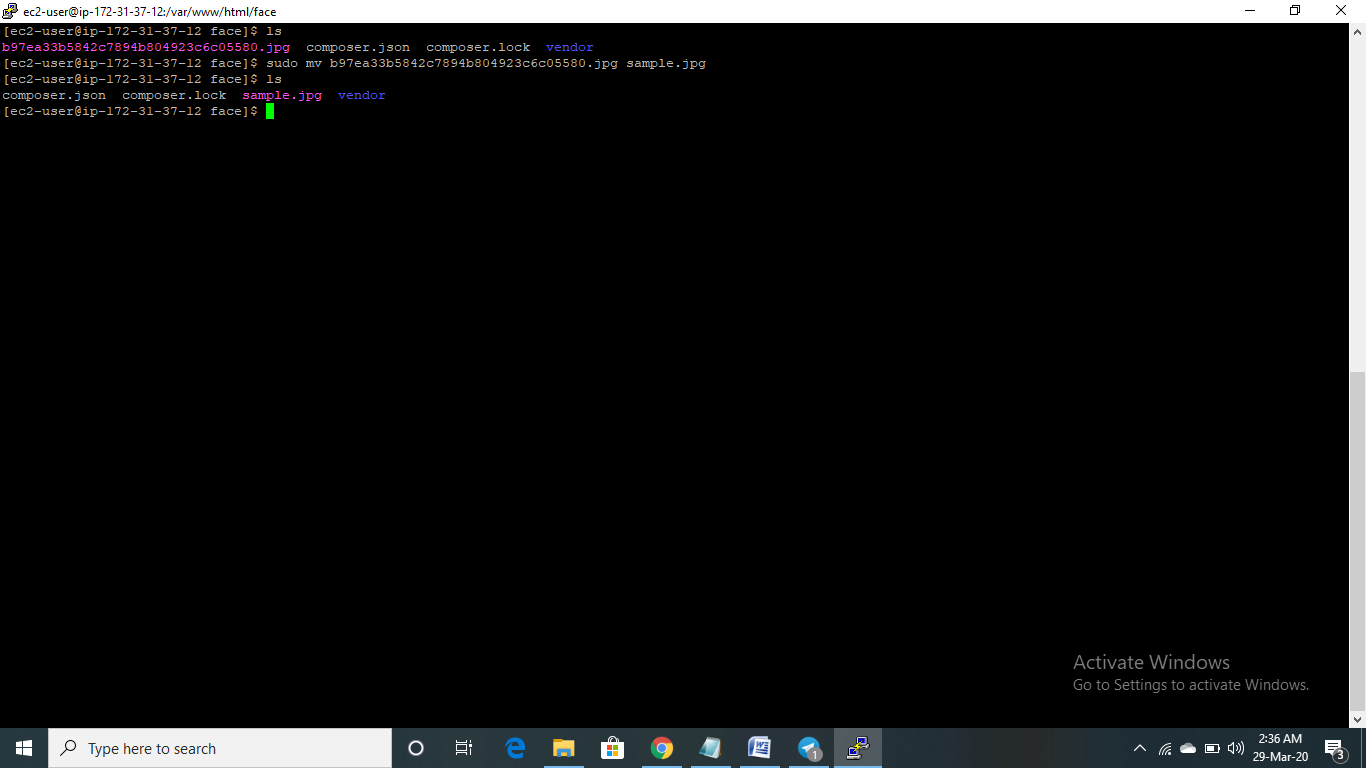 ec2-user@ip-172-31-37-12:/var/www/html/face
[ec2-user@ip-172-31-37-12 face]$ ls
b97ea33b5842c7894b804923c6c05580.jpg  composer.json  composer.lock  vendor
[ec2-user@ip-172-31-37-12 face]$ sudo mv b97ea33b5842c7894b804923c6c05580.jpg sample.jpg
[ec2-user@ip-172-31-37-12 face]$ ls
composer.json  composer.lock  sample.jpg  vendor
[ec2-user@ip-172-31-37-12 face]$
Activate Windows
Go to Settings to activate Windows.
Type here to search
1
2:36 AM
29-Mar-20
3